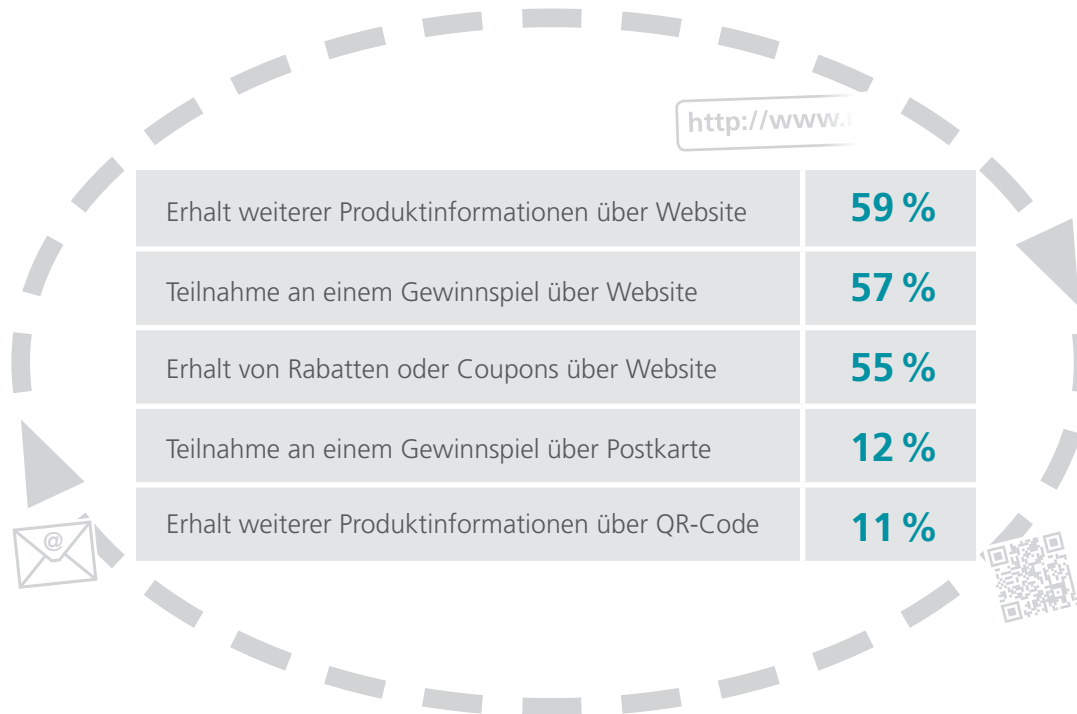 http://www.
Erhalt weiterer Produktinformationen über Website 59 %
Teilnahme an einem Gewinnspiel über Website 57 %
Erhalt von Rabatten oder Coupons über Website 55 %
Teilnahme an einem Gewinnspiel über Postkarte 12 %
Erhalt weiterer Produktinformationen über QR-Code 11 %
@